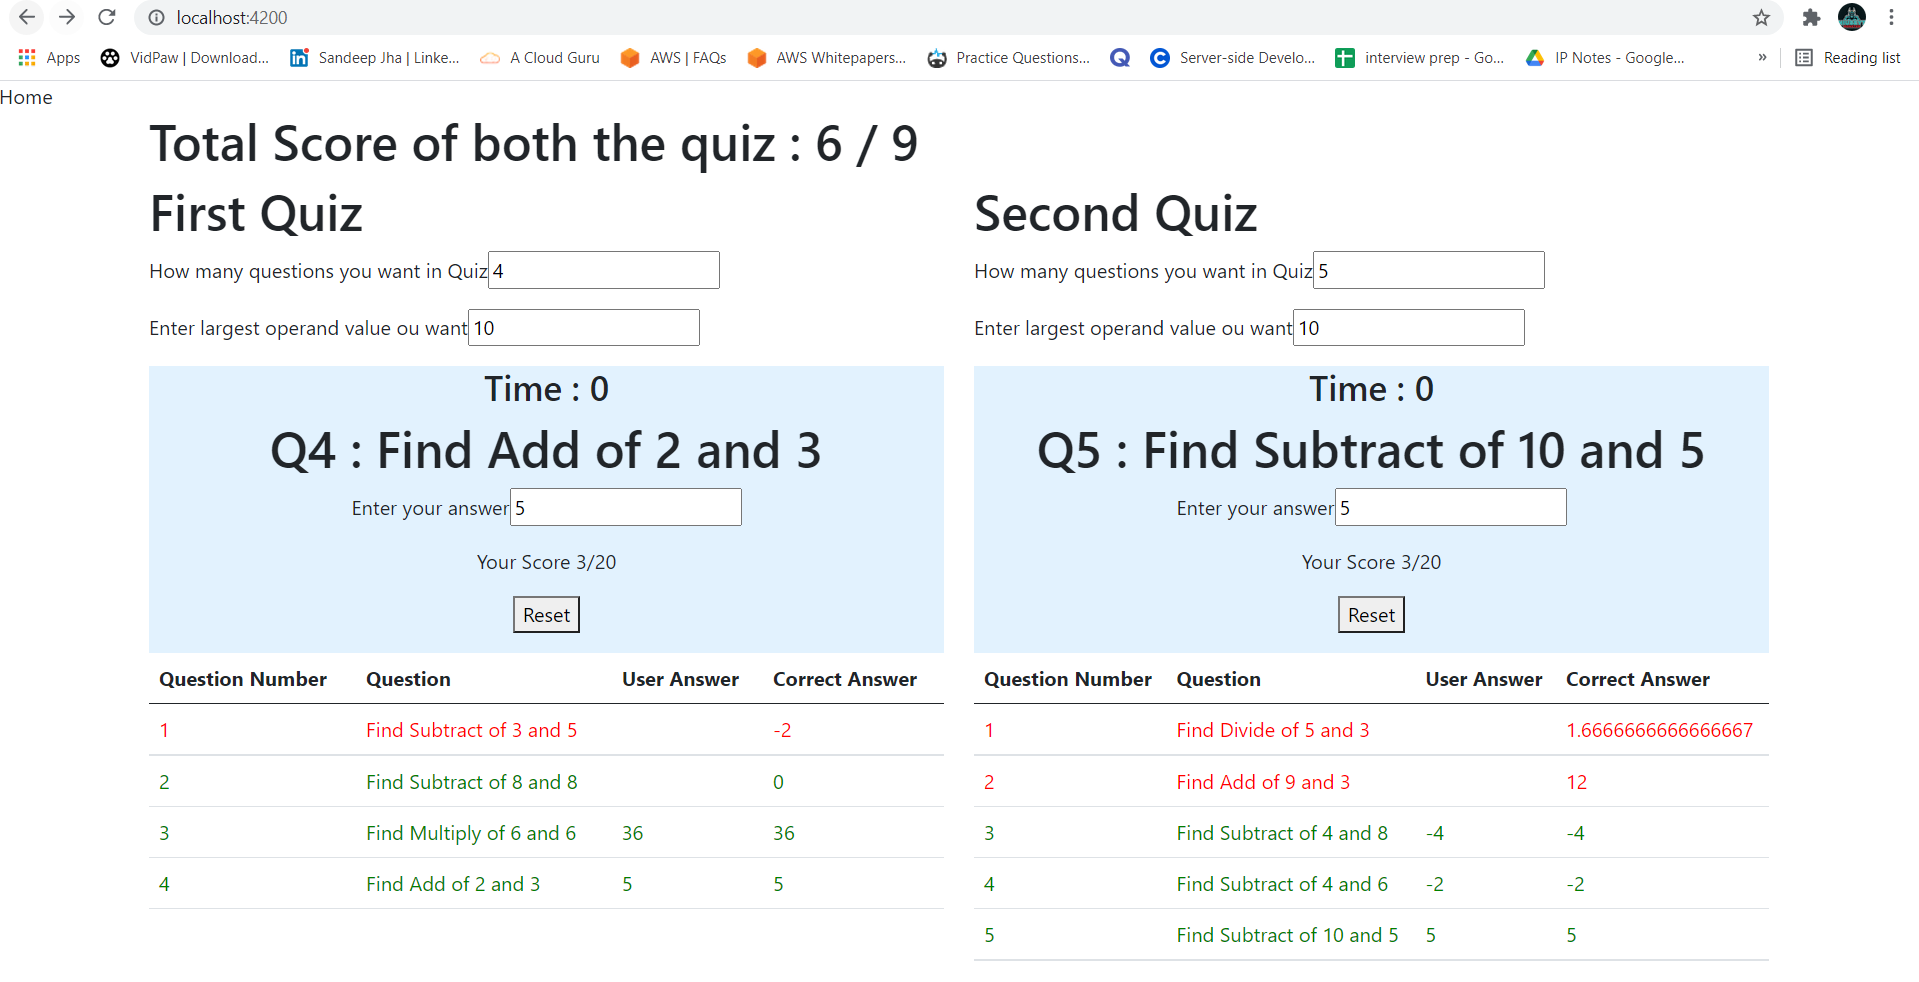 localhost:4200
Apps VidPaw | Download... Sandeep Jha | Linke... A Cloud Guru AWS | FAQs AWS Whitepapers... Practice Questions... Server-side Develo... interview prep - Go... IP Notes - Google... » Reading list
Home
Total Score of both the quiz : 6 / 9
First Quiz
How many questions you want in Quiz 4
Enter largest operand value ou want 10
Time : 0
Q4 : Find Add of 2 and 3
Enter your answer 5
Your Score 3/20
Reset
Question Number Question User Answer Correct Answer
1 Find Subtract of 3 and 5 -2
2 Find Subtract of 8 and 8 0
3 Find Multiply of 6 and 6 36 36
4 Find Add of 2 and 3 5 5
Second Quiz
How many questions you want in Quiz 5
Enter largest operand value ou want 10
Time : 0
Q5 : Find Subtract of 10 and 5
Enter your answer 5
Your Score 3/20
Reset
Question Number Question User Answer Correct Answer
1 Find Divide of 5 and 3 1.6666666666666667
2 Find Add of 9 and 3 12
3 Find Subtract of 4 and 8 -4 -4
4 Find Subtract of 4 and 6 -2 -2
5 Find Subtract of 10 and 5 5 5